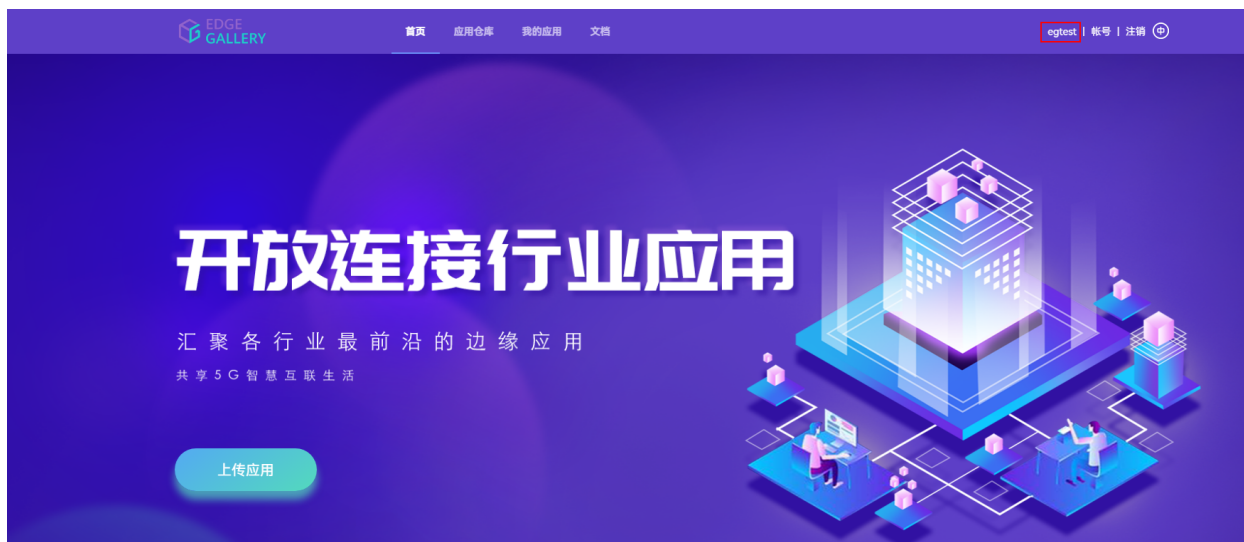 EDGE
GALLERY
首页 应用仓库 我的应用 文档
egtest | 帐号 | 注销 中
开放连接行业应用
汇聚各行业最前沿的边缘应用
共享5G智慧互联生活
上传应用